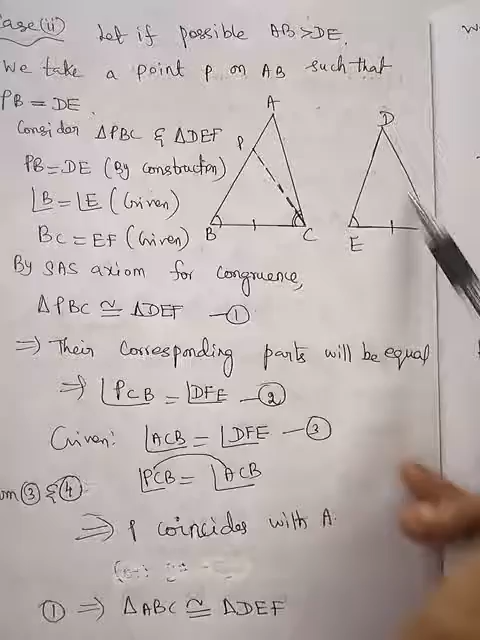 Case(ii) Let if possible AB>DE.
We take a point P on AB such that
PB = DE
Consider ΔPBC & ΔDEF
PB=DE (By construction)
∠B = ∠E (Given)
BC = EF (Given)
A
P
B
C
D
E
By SAS axiom for congruence,
ΔPBC ≅ ΔDEF —①
⇒ Their corresponding parts will be equal
⇒ ∠PCB = ∠DFE —②
Given: ∠ACB = ∠DFE —③
∠PCB = ∠ACB
om ③ & ④
⇒ P coincides with A.
① ⇒ ΔABC ≅ ΔDEF